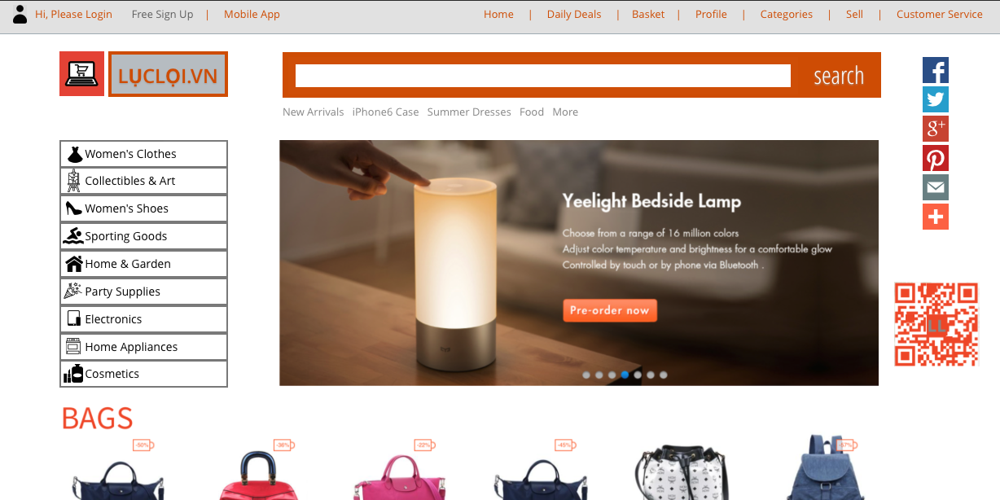 Hi, Please Login Free Sign Up | Mobile App Home | Daily Deals | Basket | Profile | Categories | Sell | Customer Service
LỤCLỌI.VN
search
New Arrivals iPhone6 Case Summer Dresses Food More
Women's Clothes
Collectibles & Art
Women's Shoes
Sporting Goods
Home & Garden
Party Supplies
Electronics
Home Appliances
Cosmetics
Yeelight Bedside Lamp
Choose from a range of 16 million colors
Adjust color temperature and brightness for a comfortable glow
Controlled by touch or by phone via Bluetooth .
Pre-order now
g+
LL
BAGS
-50% -36% -22% -45% -57%